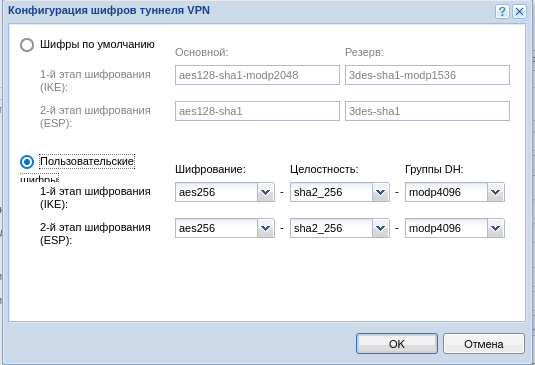 Конфигурация шифров туннеля VPN
Шифры по умолчанию
Основной: Резерв:
1-й этап шифрования (IKE): aes128-sha1-modp2048 3des-sha1-modp1536
2-й этап шифрования (ESP): aes128-sha1 3des-sha1
Пользовательские
шифры
Шифрование: Целостность: Группы DH:
1-й этап шифрования (IKE): aes256 - sha2_256 - modp4096
2-й этап шифрования (ESP): aes256 - sha2_256 - modp4096
OK Отмена